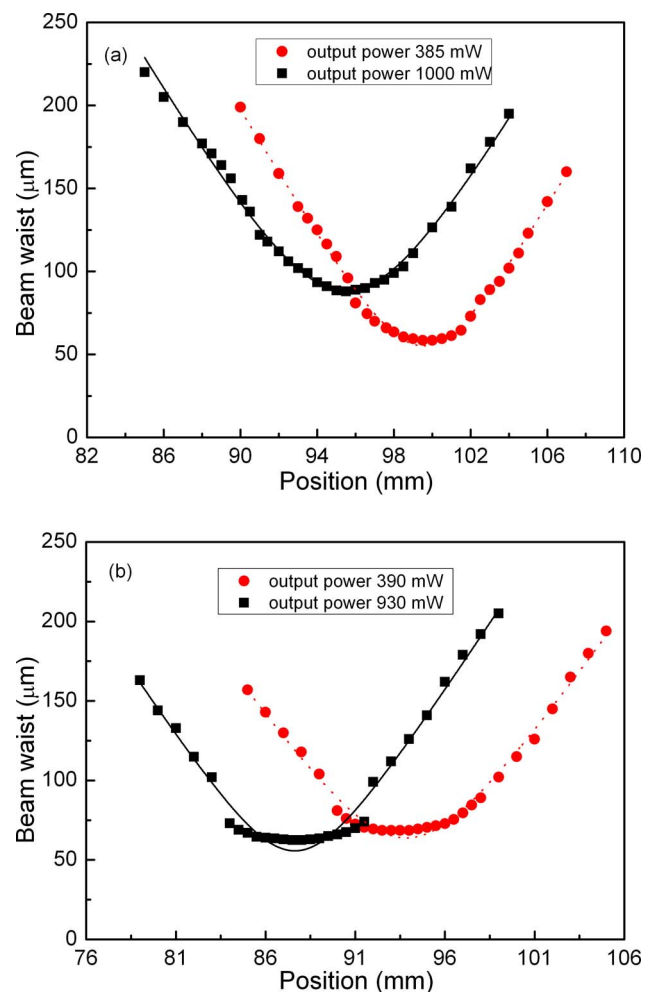 (a)
output power 385 mW
output power 1000 mW
250
200
150
100
50
0
Beam waist (μm)
82 86 90 94 98 102 106 110
Position (mm)
(b)
output power 390 mW
output power 930 mW
250
200
150
100
50
0
Beam waist (μm)
76 81 86 91 96 101 106
Position (mm)